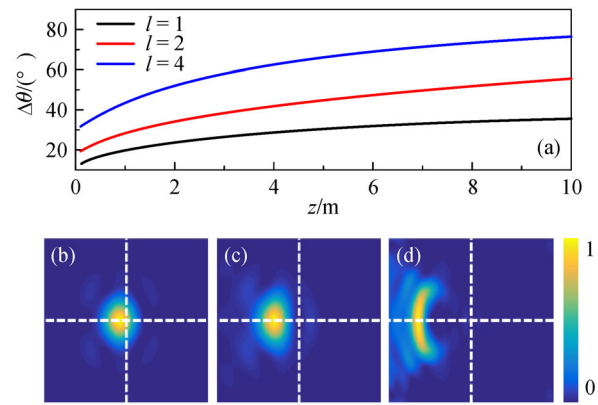 80
60
40
20
Δθ/(°)
l = 1
l = 2
l = 4
(a)
0 2 4 6 8 10
z/m
(b) (c) (d)
1
0